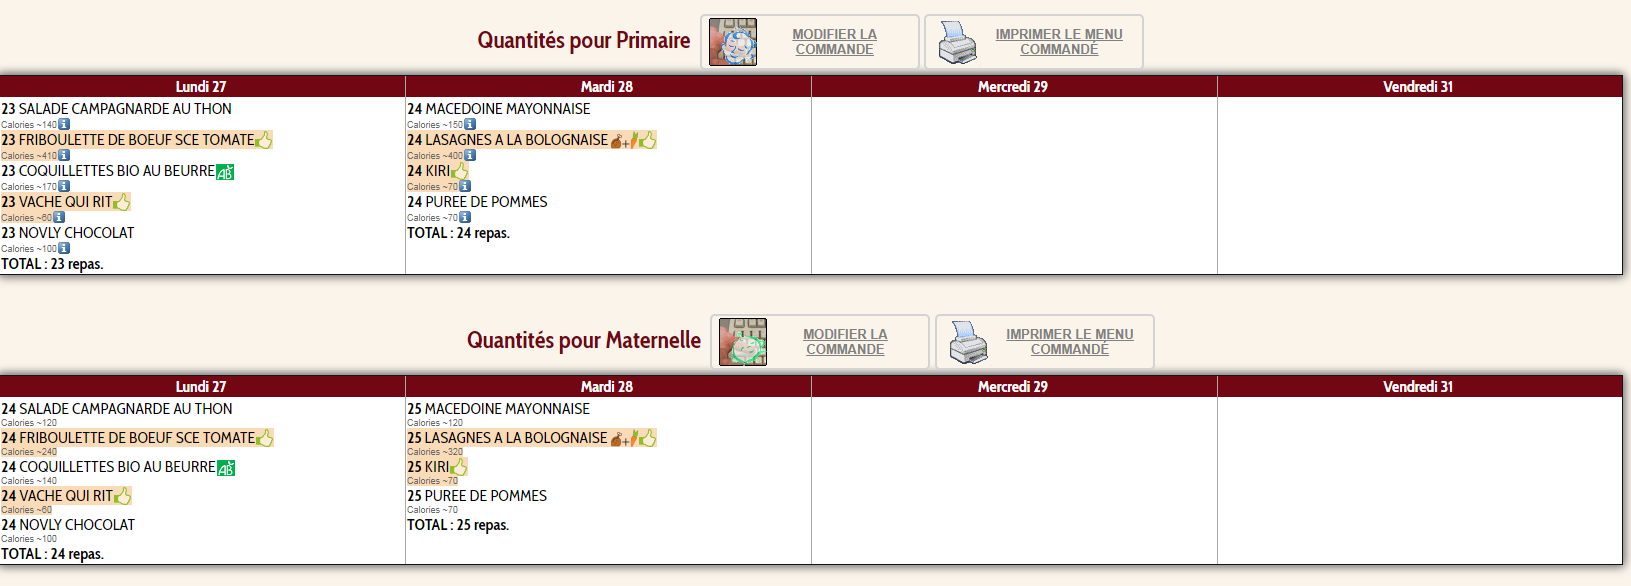 Quantités pour Primaire
MODIFIER LA
COMMANDE
IMPRIMER LE MENU
COMMANDÉ
Lundi 27
Mardi 28
Mercredi 29
Vendredi 31
23 SALADE CAMPAGNARDE AU THON
Calories ~140
23 FRIBOULETTE DE BOEUF SCE TOMATE
Calories ~410
23 COQUILLETTES BIO AU BEURRE AB
Calories ~170
23 VACHE QUI RIT
Calories ~60
23 NOVLY CHOCOLAT
Calories ~100
TOTAL : 23 repas.
24 MACEDOINE MAYONNAISE
Calories ~150
24 LASAGNES A LA BOLOGNAISE +
Calories ~400
24 KIRI
Calories ~70
24 PUREE DE POMMES
Calories ~70
TOTAL : 24 repas.
Quantités pour Maternelle
MODIFIER LA
COMMANDE
IMPRIMER LE MENU
COMMANDÉ
Lundi 27
Mardi 28
Mercredi 29
Vendredi 31
24 SALADE CAMPAGNARDE AU THON
Calories ~120
24 FRIBOULETTE DE BOEUF SCE TOMATE
Calories ~240
24 COQUILLETTES BIO AU BEURRE AB
Calories ~140
24 VACHE QUI RIT
Calories ~60
24 NOVLY CHOCOLAT
Calories ~100
TOTAL : 24 repas.
25 MACEDOINE MAYONNAISE
Calories ~120
25 LASAGNES A LA BOLOGNAISE +
Calories ~320
25 KIRI
Calories ~70
25 PUREE DE POMMES
Calories ~70
TOTAL : 25 repas.